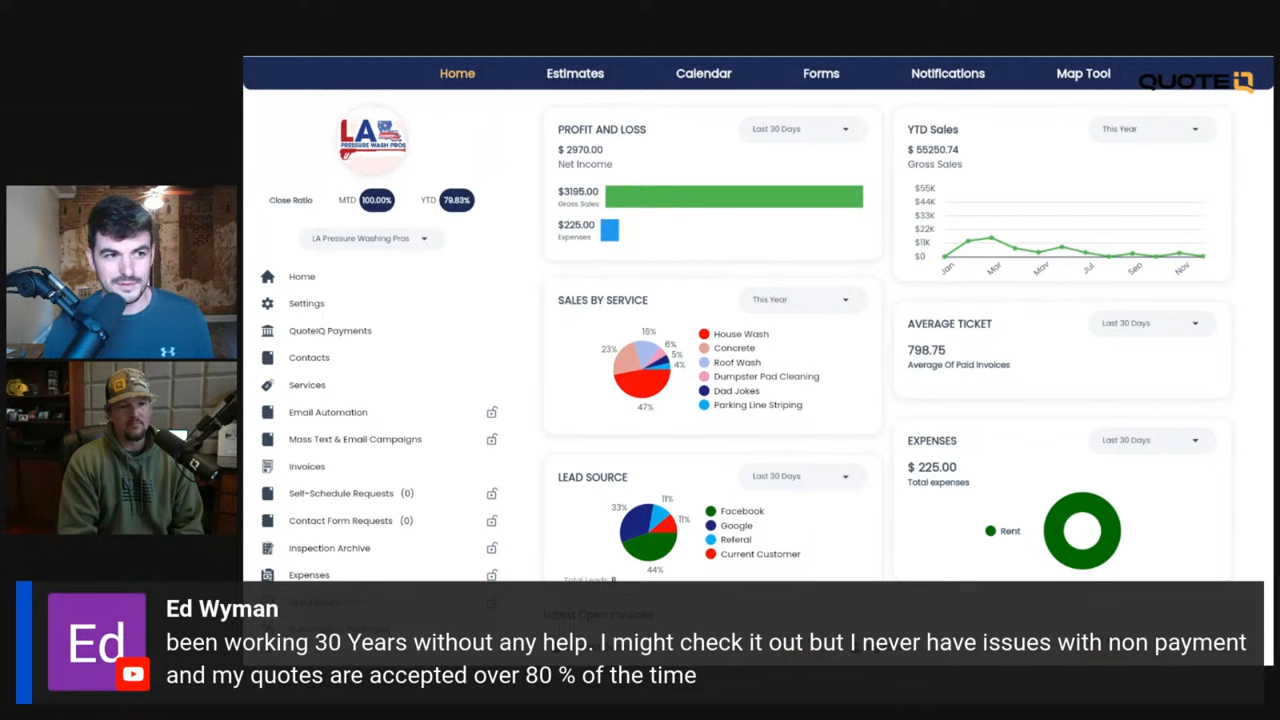 Home Estimates Calendar Forms Notifications Map Tool
QUOTEIQ
LA
PRESSURE WASH PROS
Close Ratio MTD 100.00% YTD 79.83%
LA Pressure Washing Pros
Home
Settings
QuoteIQ Payments
Contacts
Services
Email Automation
Mass Text & Email Campaigns
Invoices
Self-Schedule Requests (0)
Contact Form Requests (0)
Inspection Archive
Expenses
PROFIT AND LOSS
Last 30 Days
$ 2970.00
Net Income
$3195.00
Gross Sales
$225.00
Expenses
YTD Sales
This Year
$ 55250.74
Gross Sales
$55K
$44K
$33K
$22K
$11K
$0
Jan Mar May Jul Sep Nov
SALES BY SERVICE
This Year
16%
6%
5%
4%
23%
47%
House Wash
Concrete
Roof Wash
Dumpster Pad Cleaning
Dad Jokes
Parking Line Striping
AVERAGE TICKET
Last 30 Days
798.75
Average Of Paid Invoices
LEAD SOURCE
Last 30 Days
11%
33%
11%
44%
Facebook
Google
Referal
Current Customer
Total Leads: 8
Latest Open Invoices
EXPENSES
Last 30 Days
$ 225.00
Total expenses
Rent
Ed
Ed Wyman
been working 30 Years without any help. I might check it out but I never have issues with non payment
and my quotes are accepted over 80 % of the time